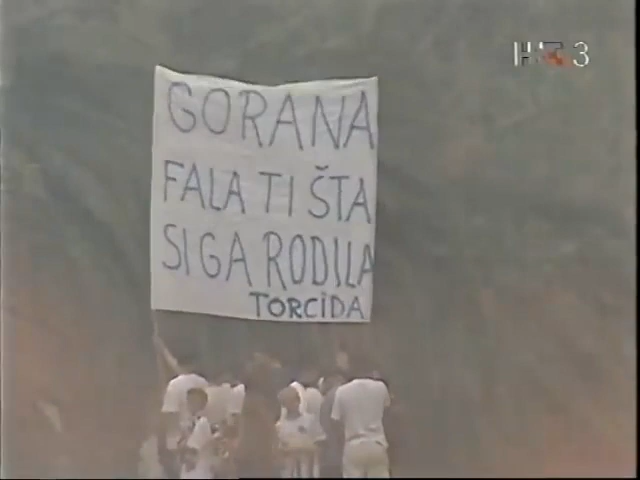 HRT 3
GORANA
FALA TI ŠTA
SI GA RODILA
TORCIDA